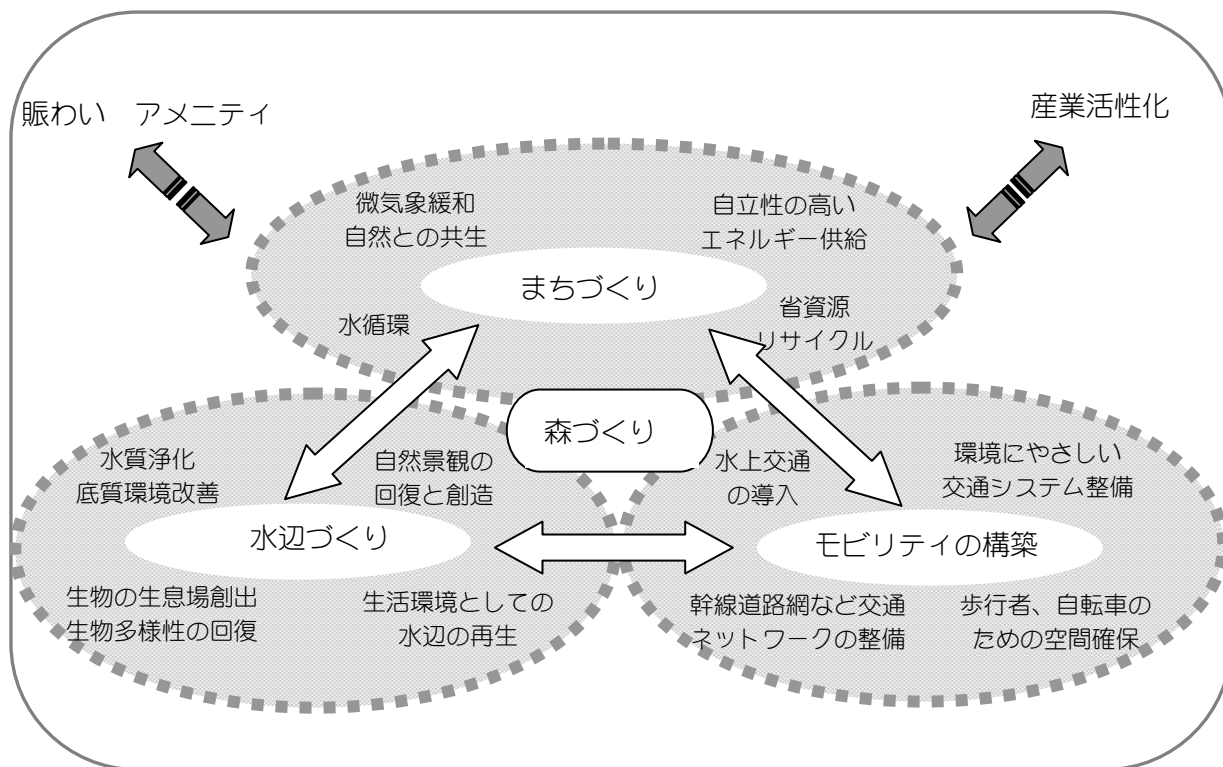 賑わい　アメニティ
産業活性化
微気象緩和
自然との共生
自立性の高い
エネルギー供給
まちづくり
水循環
省資源
リサイクル
森づくり
水質浄化
底質環境改善
自然景観の
回復と創造
水辺づくり
生物の生息場創出
生物多様性の回復
生活環境としての
水辺の再生
水上交通
の導入
環境にやさしい
交通システム整備
モビリティの構築
幹線道路網など交通
ネットワークの整備
歩行者、自転車の
ための空間確保